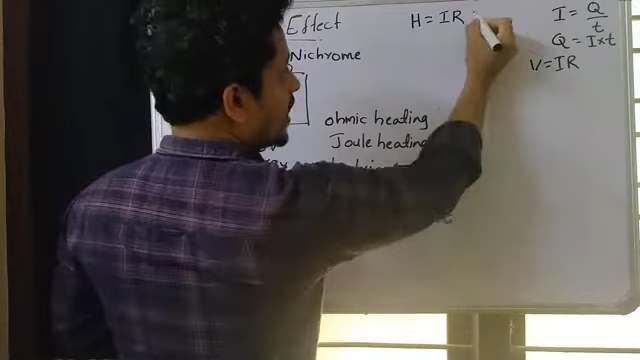 Effect
Nichrome
ohmic heading
Joule heading
H = IR
I = Q/t
Q = I×t
V = IR